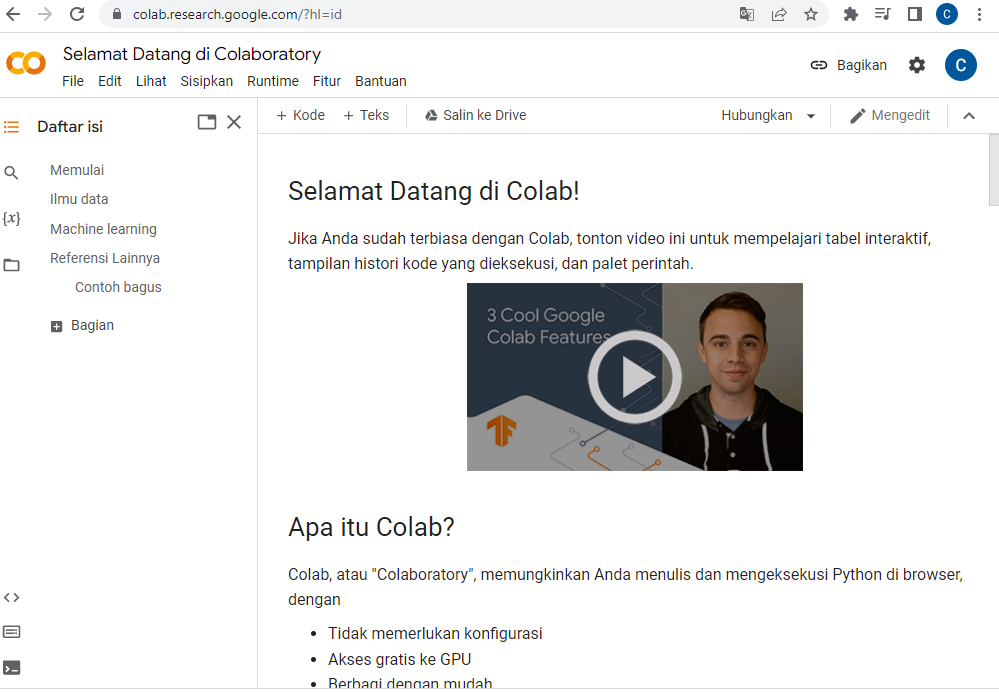 colab.research.google.com/?hl=id
C
Selamat Datang di Colaboratory
File Edit Lihat Sisipkan Runtime Fitur Bantuan
Bagikan
C
Daftar isi
Memulai
Ilmu data
Machine learning
Referensi Lainnya
Contoh bagus
Bagian
{x}
+ Kode + Teks Salin ke Drive Hubungkan Mengedit
Selamat Datang di Colab!
Jika Anda sudah terbiasa dengan Colab, tonton video ini untuk mempelajari tabel interaktif,
tampilan histori kode yang dieksekusi, dan palet perintah.
3 Cool Google
Colab Features
Apa itu Colab?
Colab, atau "Colaboratory", memungkinkan Anda menulis dan mengeksekusi Python di browser,
dengan
• Tidak memerlukan konfigurasi
• Akses gratis ke GPU
• Berbagi dengan mudah